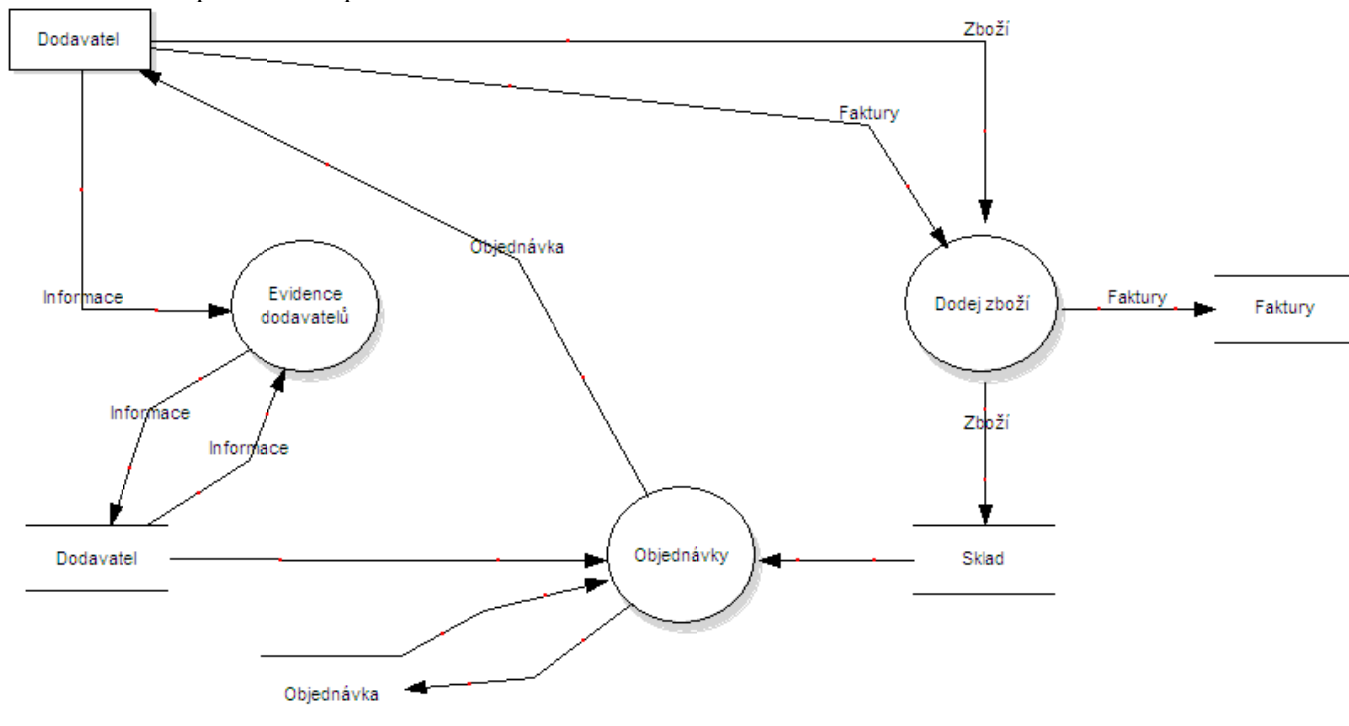 Dodavatel
Zboží
Faktury
Objednávka
Informace
Evidence
dodavatelů
Dodej zboží
Faktury
Faktury
Informace
Informace
Zboží
Dodavatel
Objednávky
Sklad
Objednávka